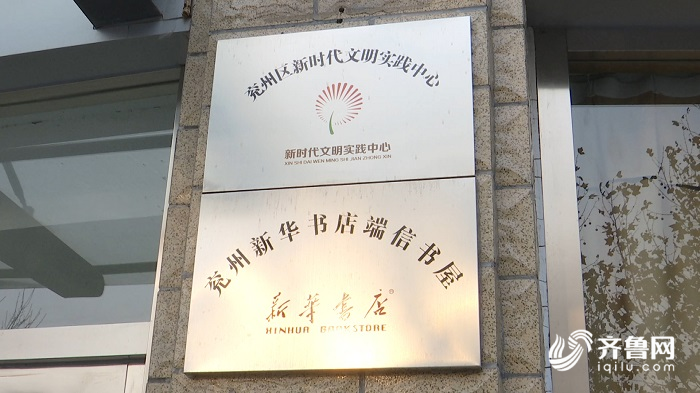 兖州区新时代文明实践中心
新时代文明实践中心
XIN SHI DAI WEN MING SHI JIAN ZHONG XIN
兖州新华书店端信书屋
新华书店®
XINHUA BOOKSTORE
齐鲁网
iqilu.com